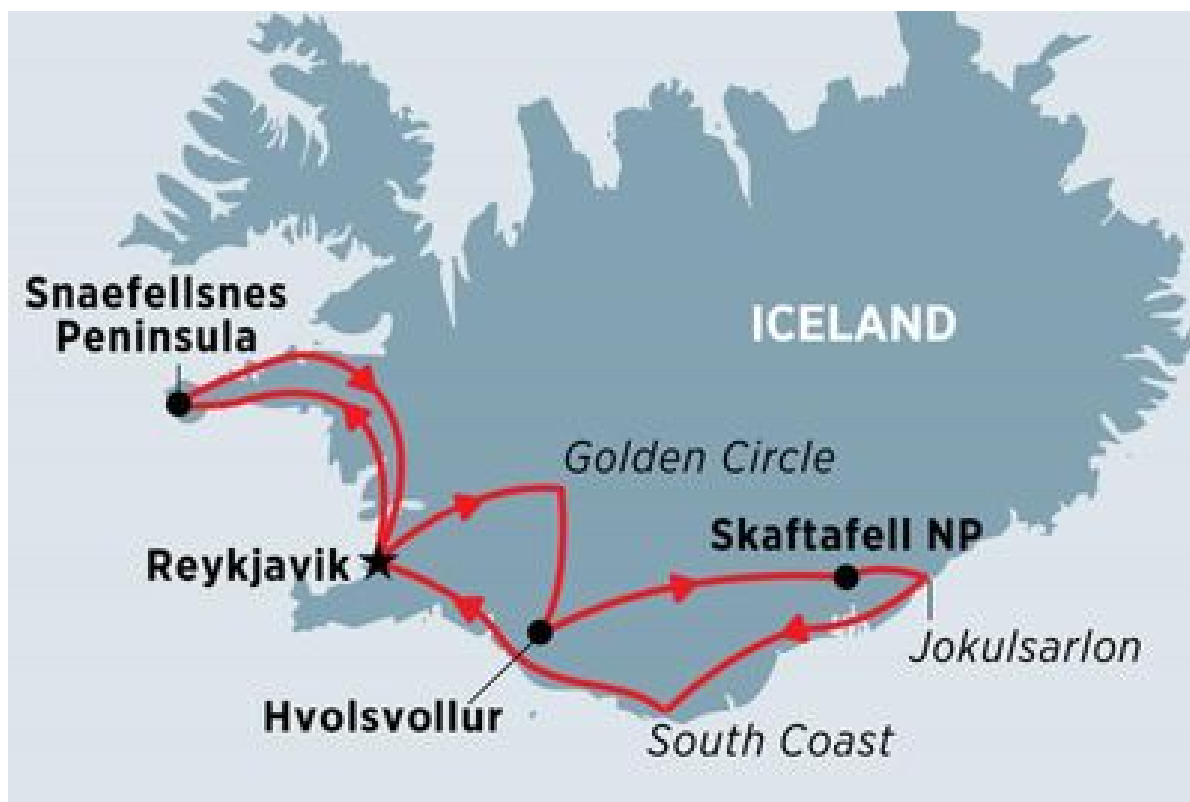 Snaefellsnes
Peninsula
ICELAND
Golden Circle
Skaftafell NP
Reykjavik
Jokulsarlon
Hvolsvollur
South Coast